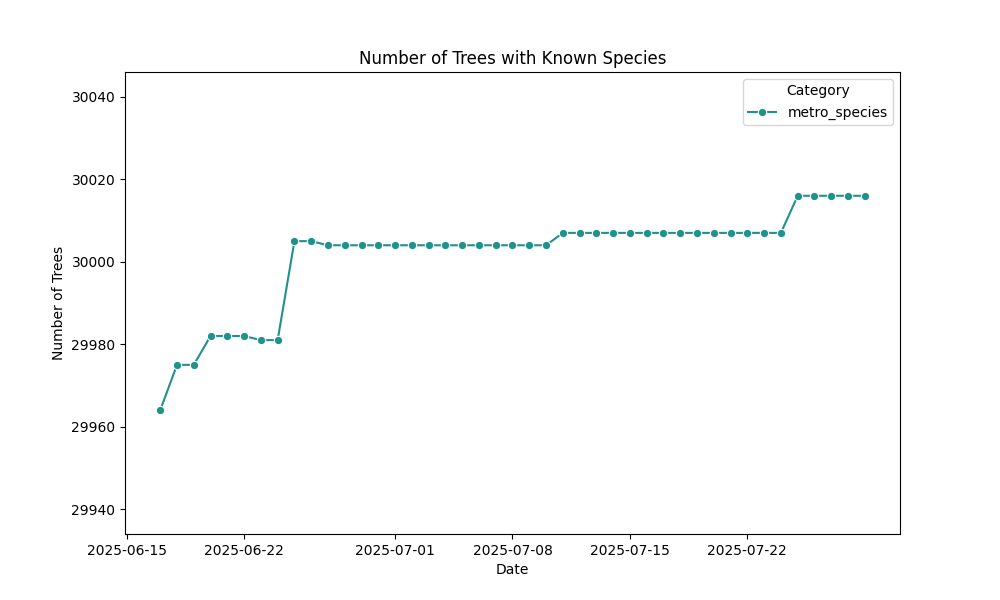 Number of Trees with Known Species
Category
metro_species
30040
30020
30000
29980
29960
29940
Number of Trees
2025-06-15
2025-06-22
2025-07-01
2025-07-08
2025-07-15
2025-07-22
Date